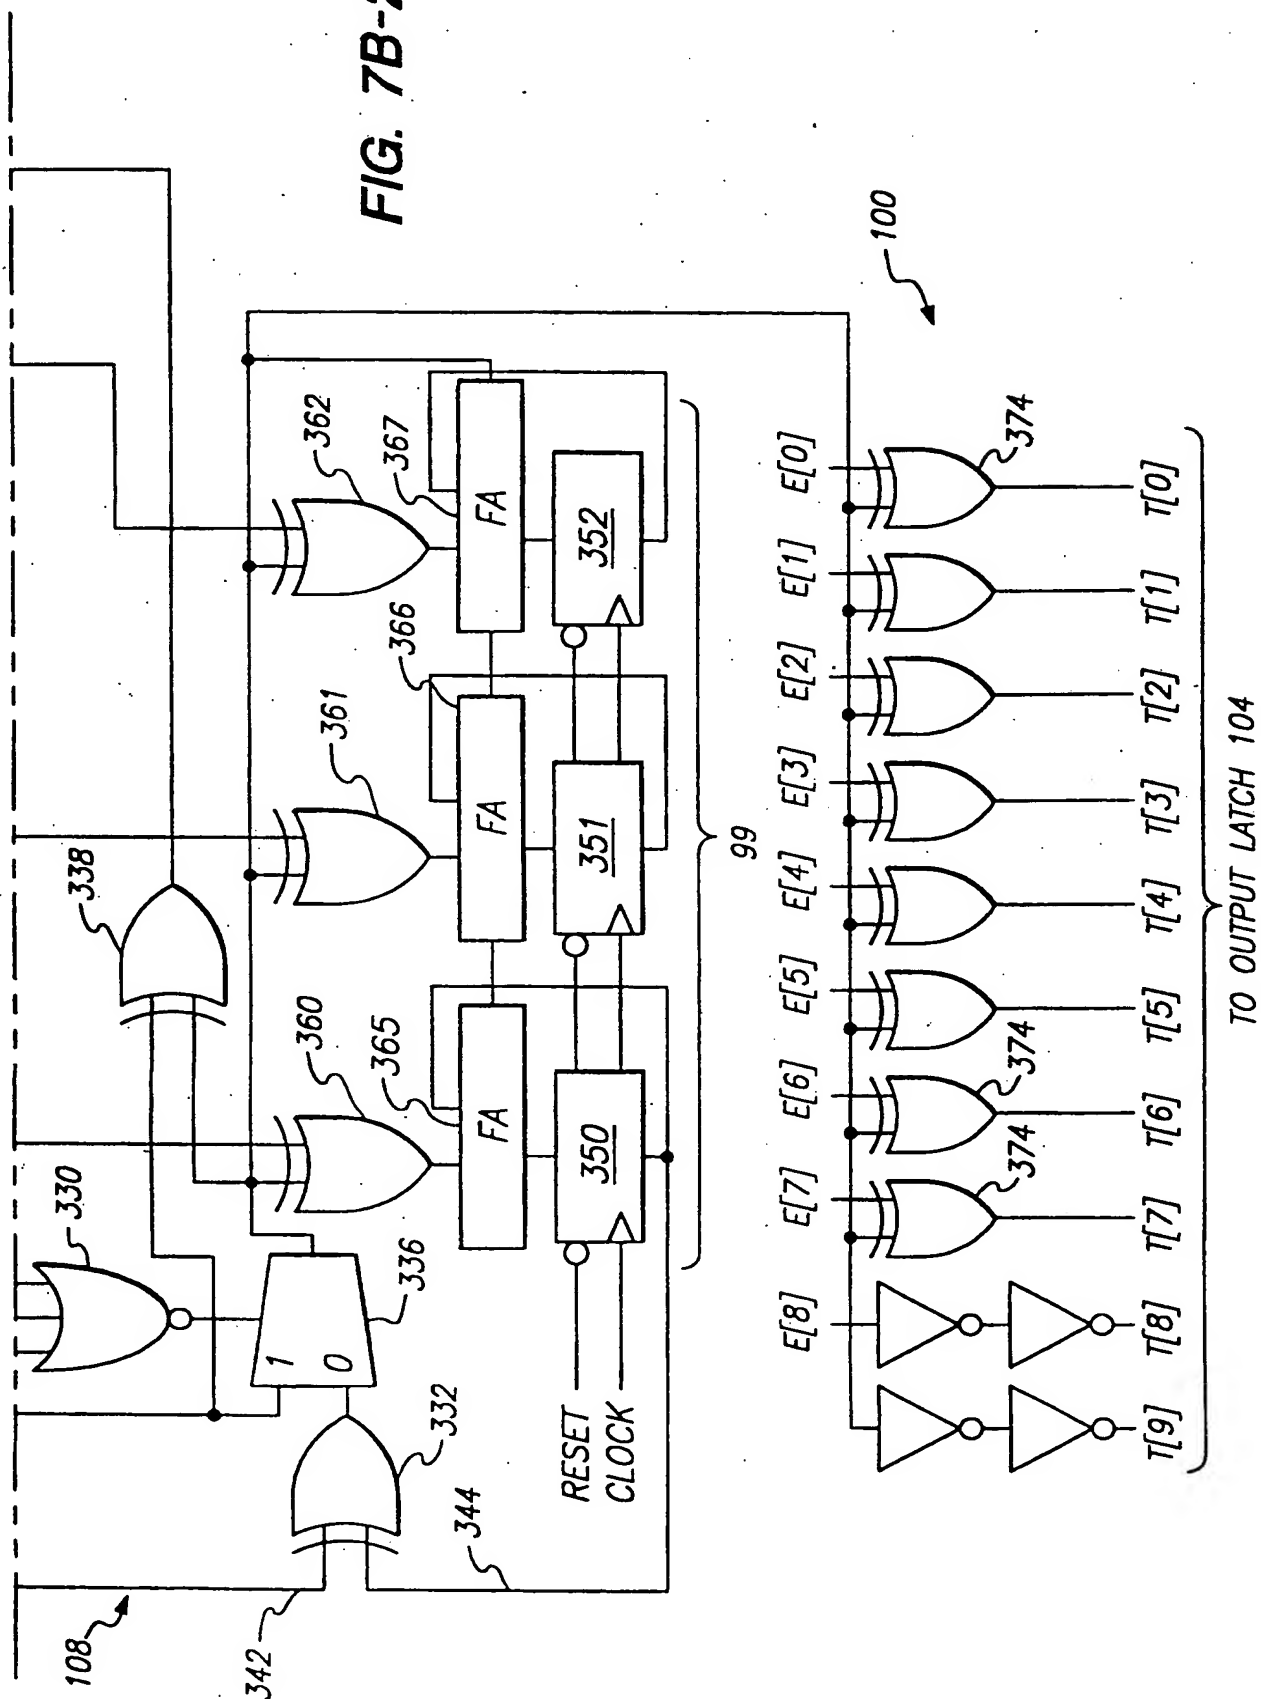 FIG. 7B-2
108
342
330
338
332
344
336
1
0
360
361
362
365
366
367
FA
FA
FA
350
351
352
RESET
CLOCK
99
100
E[8]
E[7]
E[6]
E[5]
E[4]
E[3]
E[2]
E[1]
E[0]
374
374
374
T[9]
T[8]
T[7]
T[6]
T[5]
T[4]
T[3]
T[2]
T[1]
T[0]
TO OUTPUT LATCH 104